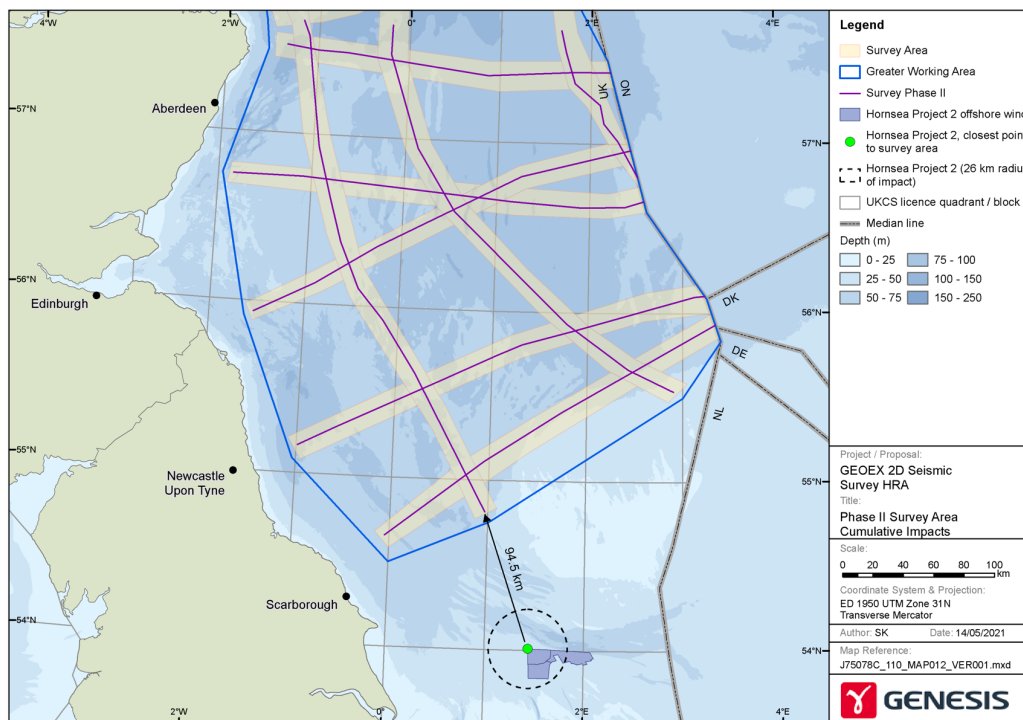 4°W
2°W
0°
2°E
4°E
57°N
57°N
56°N
56°N
55°N
55°N
54°N
54°N
2°W
0°
2°E
4°E
Aberdeen
Edinburgh
Newcastle
Upon Tyne
Scarborough
UK
NO
DK
DE
NL
94.5 km
Legend
Survey Area
Greater Working Area
Survey Phase II
Hornsea Project 2 offshore wind
Hornsea Project 2, closest point
to survey area
Hornsea Project 2 (26 km radius
of impact)
UKCS licence quadrant / block
Median line
Depth (m)
0 - 25
75 - 100
25 - 50
100 - 150
50 - 75
150 - 250
Project / Proposal:
GEOEX 2D Seismic
Survey HRA
Title:
Phase II Survey Area
Cumulative Impacts
Scale:
0 20 40 60 80 100
km
Coordinate System & Projection:
ED 1950 UTM Zone 31N
Transverse Mercator
Author: SK Date: 14/05/2021
Map Reference:
J75078C_110_MAP012_VER001.mxd
GENESIS